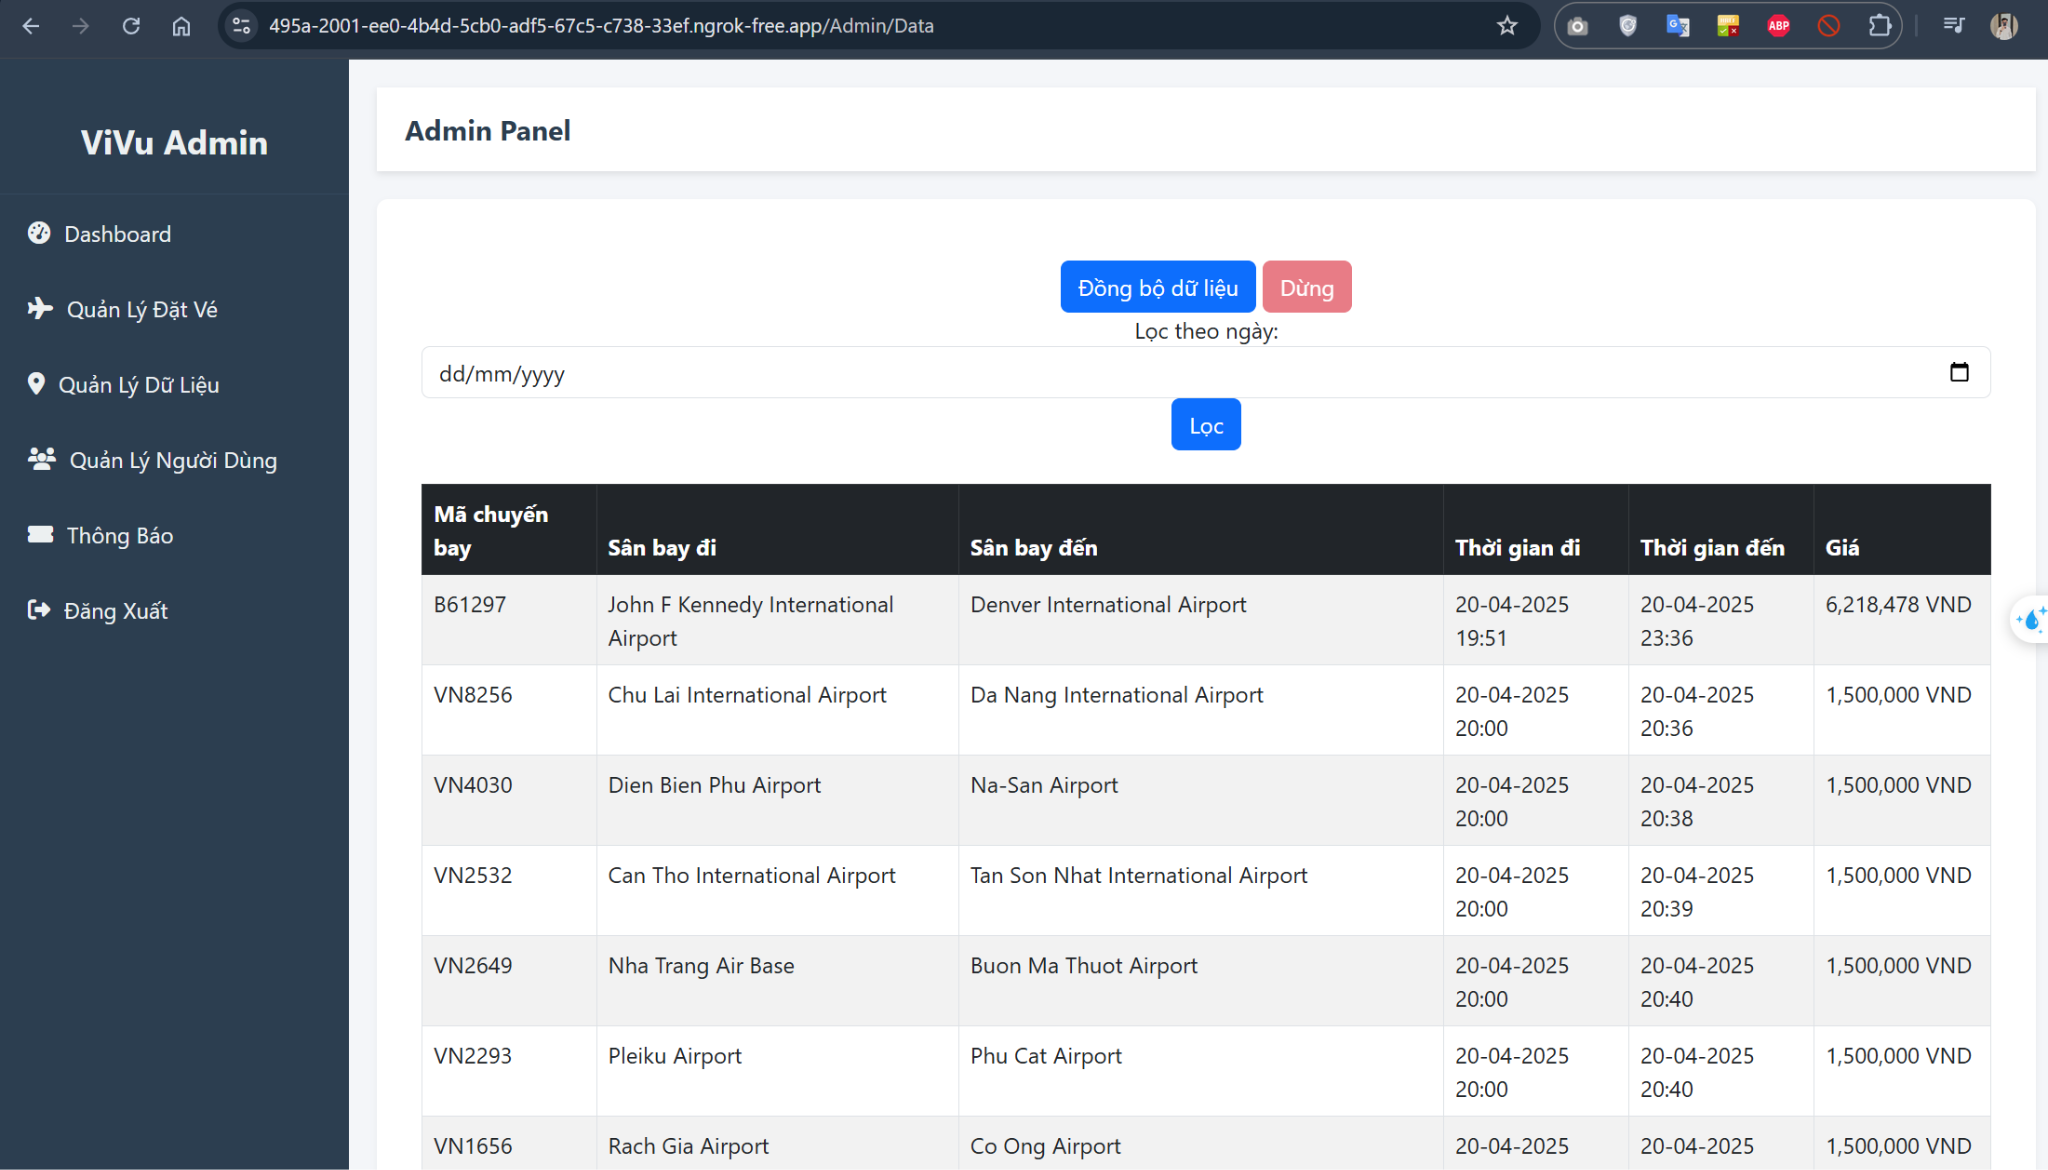 495a-2001-ee0-4b4d-5cb0-adf5-67c5-c738-33ef.ngrok-free.app/Admin/Data
ABP
ViVu Admin
Dashboard
Quản Lý Đặt Vé
Quản Lý Dữ Liệu
Quản Lý Người Dùng
Thông Báo
Đăng Xuất
Admin Panel
Đồng bộ dữ liệu Dừng
Lọc theo ngày:
dd/mm/yyyy
Lọc
Mã chuyến
bay Sân bay đi Sân bay đến Thời gian đi Thời gian đến Giá
B61297 John F Kennedy International Denver International Airport 20-04-2025 20-04-2025 6,218,478 VND
Airport 19:51 23:36
VN8256 Chu Lai International Airport Da Nang International Airport 20-04-2025 20-04-2025 1,500,000 VND
20:00 20:36
VN4030 Dien Bien Phu Airport Na-San Airport 20-04-2025 20-04-2025 1,500,000 VND
20:00 20:38
VN2532 Can Tho International Airport Tan Son Nhat International Airport 20-04-2025 20-04-2025 1,500,000 VND
20:00 20:39
VN2649 Nha Trang Air Base Buon Ma Thuot Airport 20-04-2025 20-04-2025 1,500,000 VND
20:00 20:40
VN2293 Pleiku Airport Phu Cat Airport 20-04-2025 20-04-2025 1,500,000 VND
20:00 20:40
VN1656 Rach Gia Airport Co Ong Airport 20-04-2025 20-04-2025 1,500,000 VND